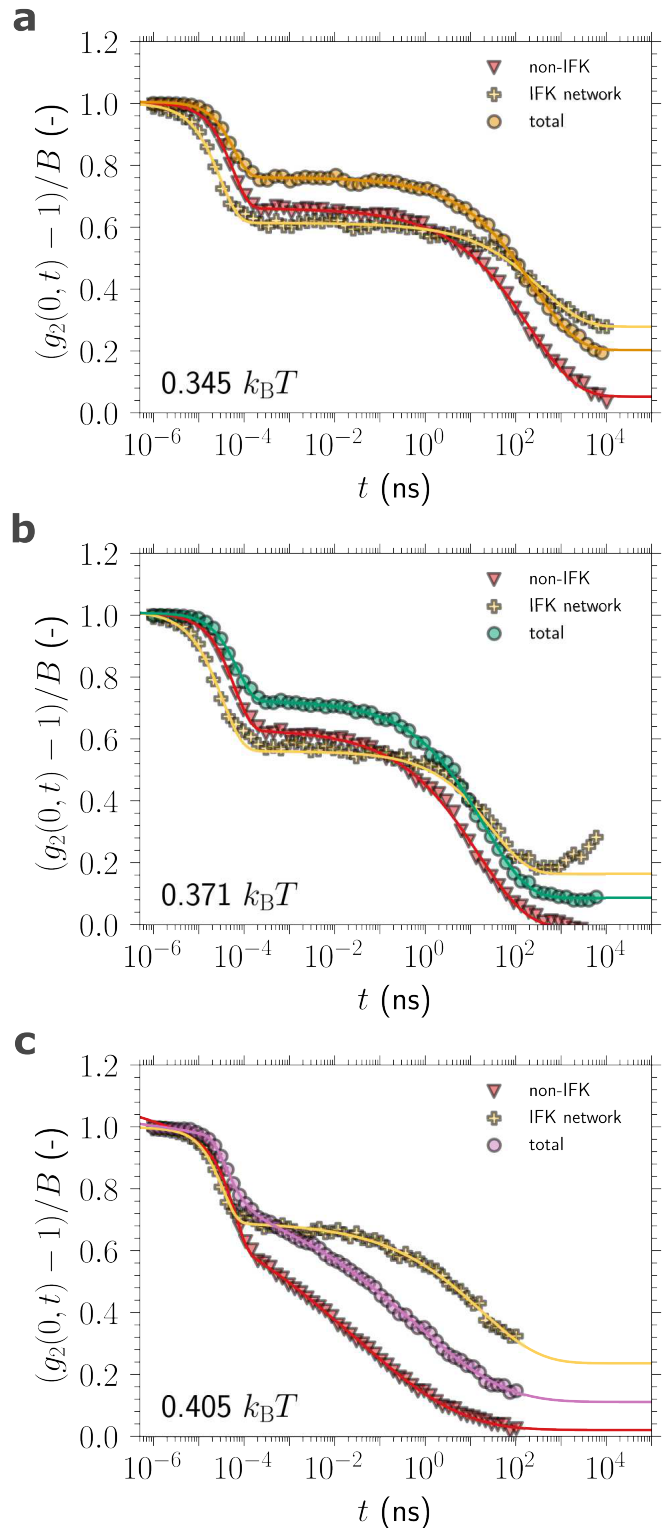 a
1.2
1.0
0.8
0.6
0.4
0.2
0.0
(g₂(0, t) − 1)/B (-)
non-IFK
IFK network
total
0.345 k_BT
10⁻⁶ 10⁻⁴ 10⁻² 10⁰ 10² 10⁴
t (ns)
b
1.2
1.0
0.8
0.6
0.4
0.2
0.0
(g₂(0, t) − 1)/B (-)
non-IFK
IFK network
total
0.371 k_BT
10⁻⁶ 10⁻⁴ 10⁻² 10⁰ 10² 10⁴
t (ns)
c
1.2
1.0
0.8
0.6
0.4
0.2
0.0
(g₂(0, t) − 1)/B (-)
non-IFK
IFK network
total
0.405 k_BT
10⁻⁶ 10⁻⁴ 10⁻² 10⁰ 10² 10⁴
t (ns)